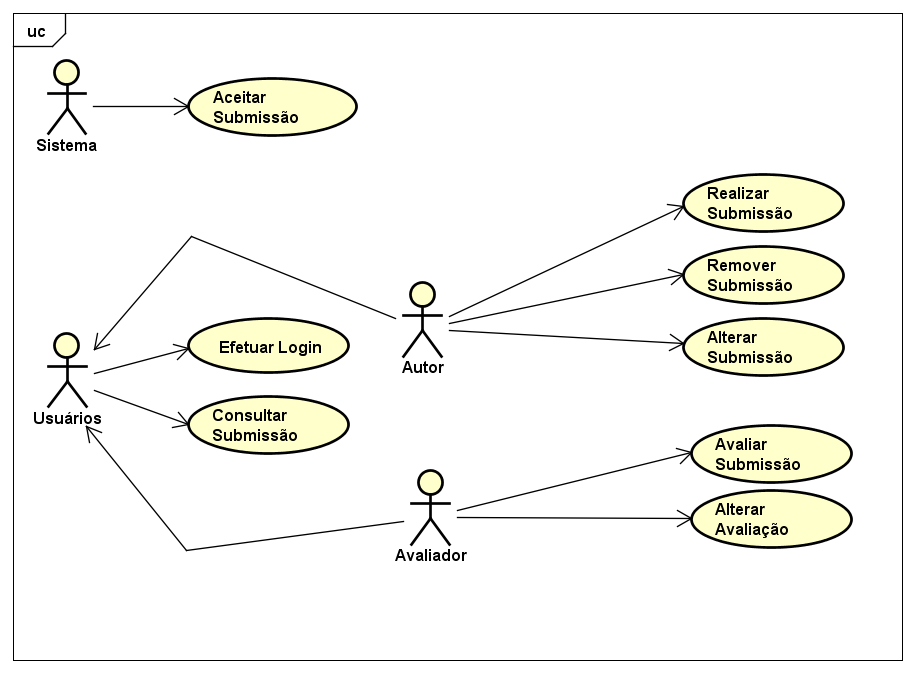 uc
Aceitar
Submissão
Sistema
Realizar
Submissão
Remover
Submissão
Alterar
Submissão
Autor
Efetuar Login
Consultar
Submissão
Usuários
Avaliar
Submissão
Alterar
Avaliação
Avaliador